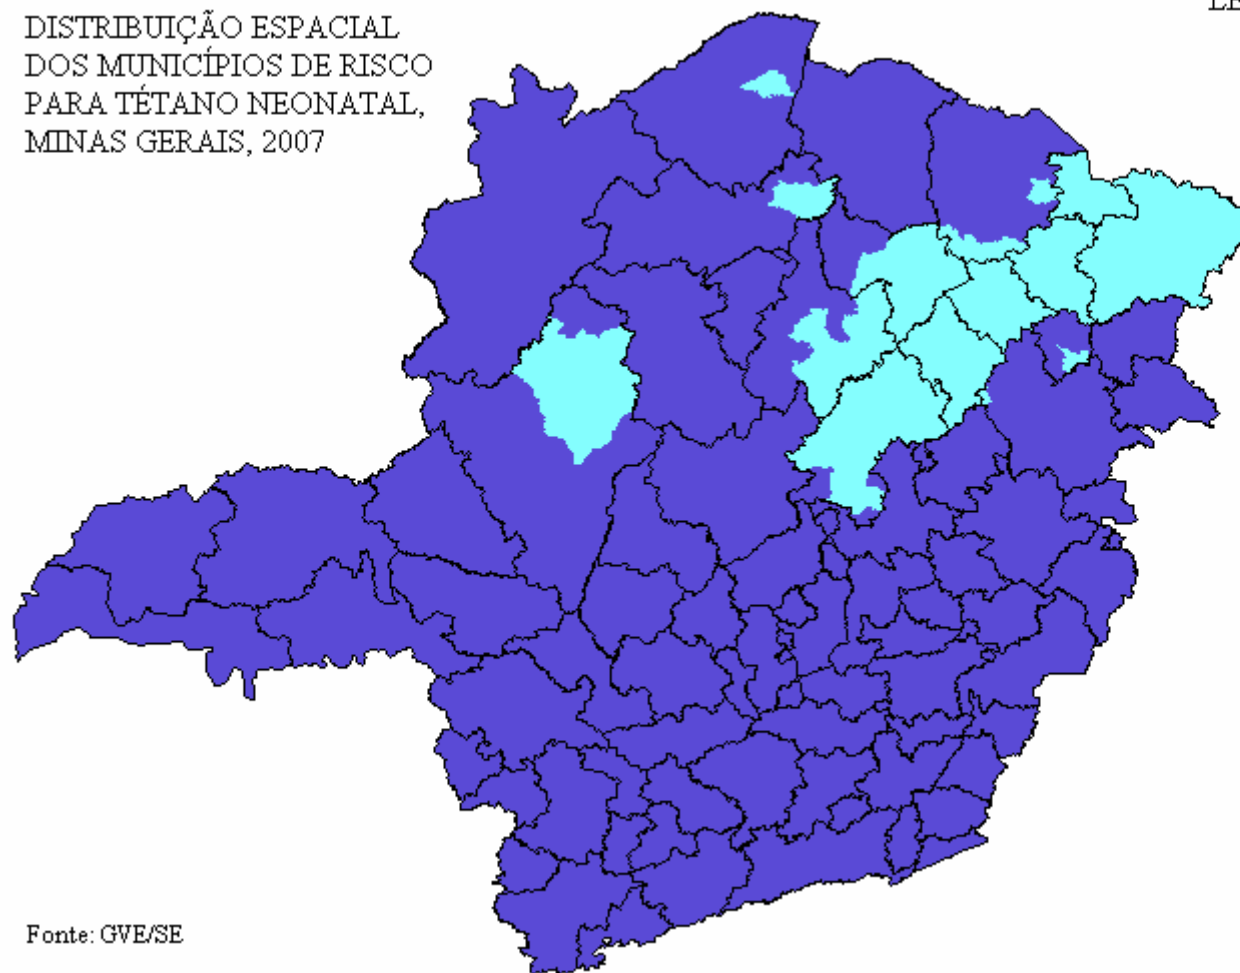 DISTRIBUIÇÃO ESPACIAL
DOS MUNICÍPIOS DE RISCO
PARA TÉTANO NEONATAL,
MINAS GERAIS, 2007
Fonte: GVE/SE